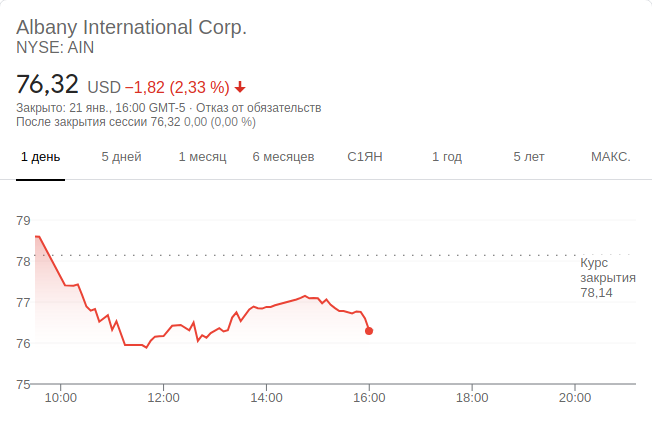 Albany International Corp.
NYSE: AIN
76,32 USD −1,82 (2,33 %)
Закрыто: 21 янв., 16:00 GMT-5 · Отказ от обязательств
После закрытия сессии 76,32 0,00 (0,00 %)
1 день 5 дней 1 месяц 6 месяцев С1ЯН 1 год 5 лет МАКС.
79
78
77
76
75
Курс
закрытия
78,14
10:00 12:00 14:00 16:00 18:00 20:00